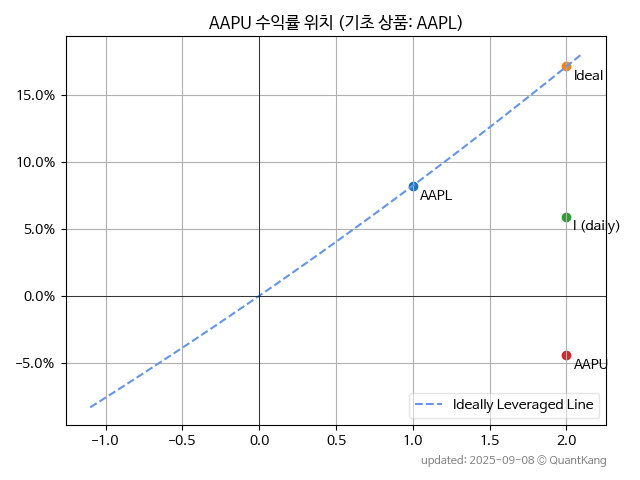 AAPU 수익률 위치 (기초 상품: AAPL)
15.0%
10.0%
5.0%
0.0%
−5.0%
Ideal
AAPL
I (daily)
AAPU
Ideally Leveraged Line
−1.0 −0.5 0.0 0.5 1.0 1.5 2.0
updated: 2025-09-08 © QuantKang